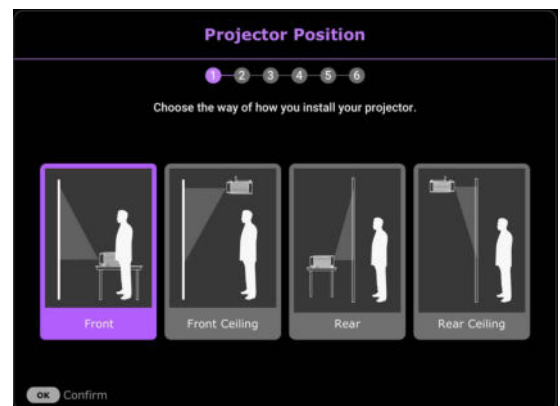 Projector Position
1 2 3 4 5 6
Choose the way of how you install your projector.
Front Front Ceiling Rear Rear Ceiling
OK Confirm